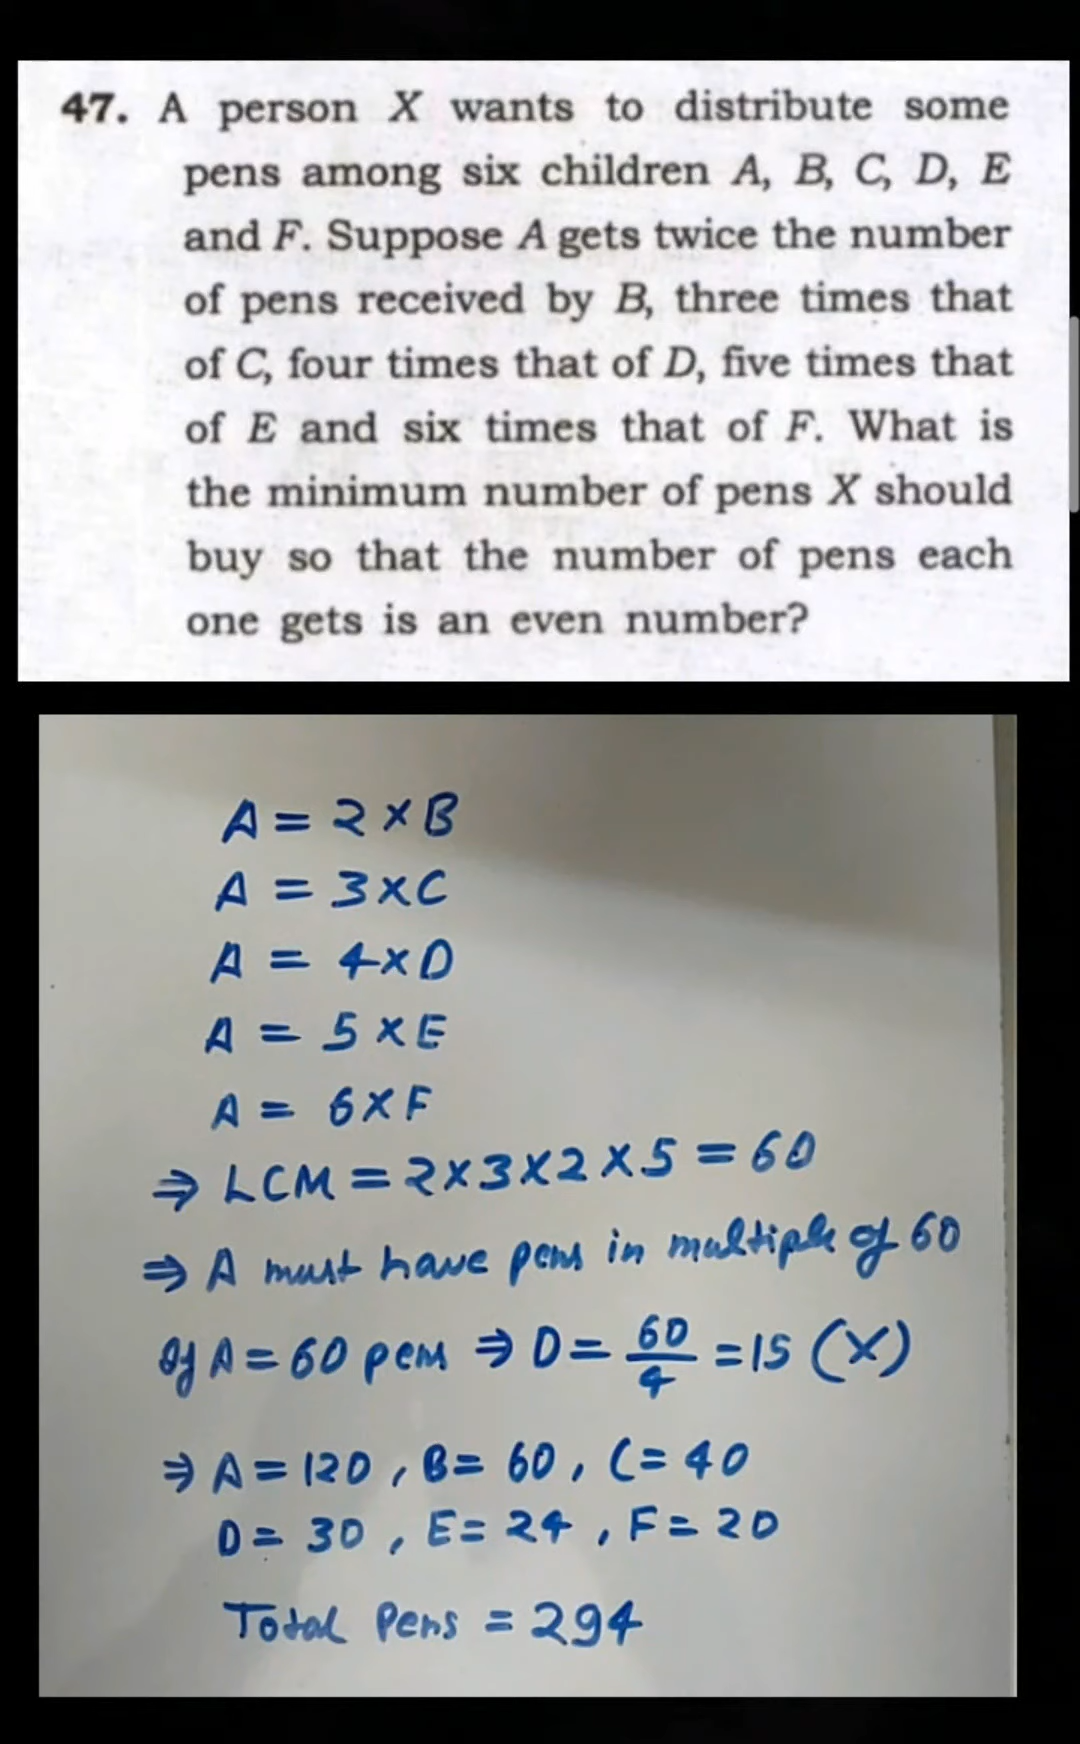 47. A person X wants to distribute some
pens among six children A, B, C, D, E
and F. Suppose A gets twice the number
of pens received by B, three times that
of C, four times that of D, five times that
of E and six times that of F. What is
the minimum number of pens X should
buy so that the number of pens each
one gets is an even number?
A = 2 × B
A = 3 × C
A = 4 × D
A = 5 × E
A = 6 × F
⇒ LCM = 2 × 3 × 2 × 5 = 60
⇒ A must have pens in multiple of 60
If A = 60 pens ⇒ D = 60/4 = 15 (×)
⇒ A = 120, B = 60, C = 40
D = 30, E = 24, F = 20
Total Pens = 294